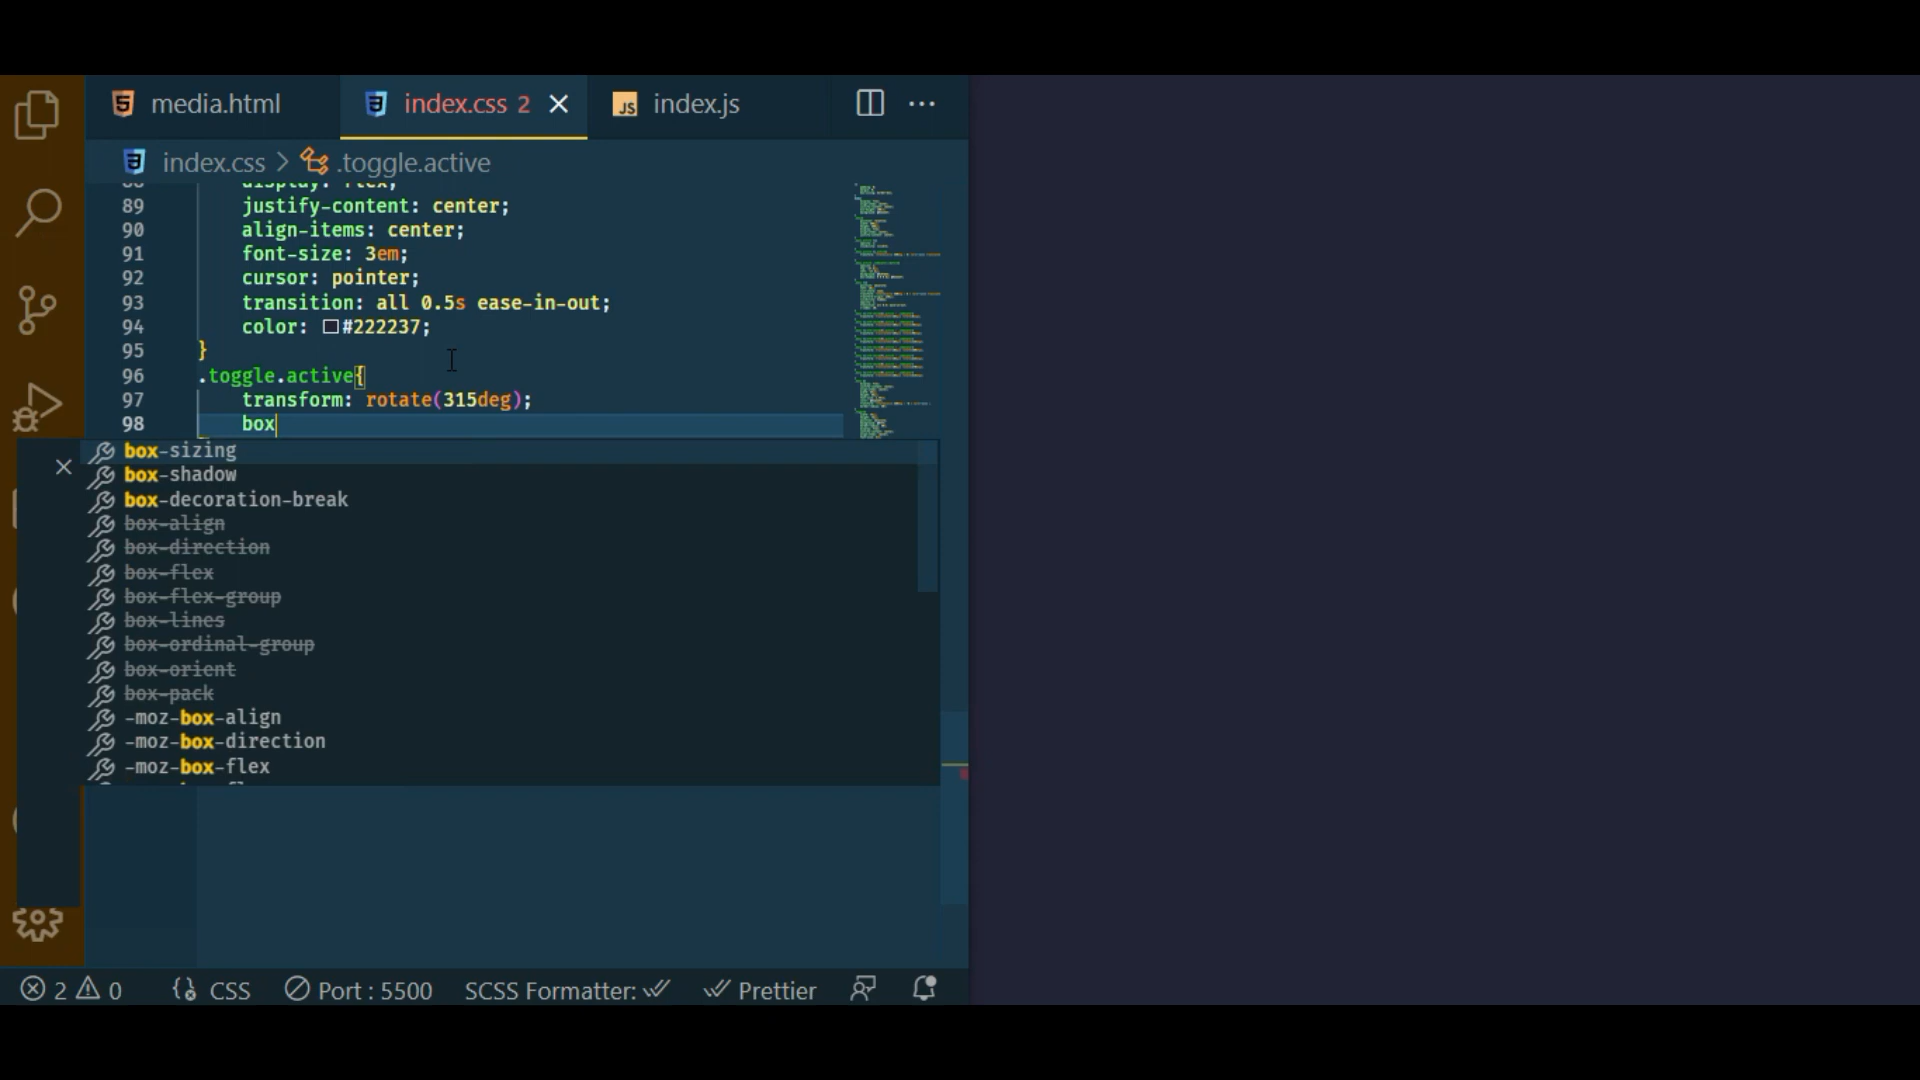 media.html
index.css 2
index.js
index.css > .toggle.active
88 display: flex;
89 justify-content: center;
90 align-items: center;
91 font-size: 3em;
92 cursor: pointer;
93 transition: all 0.5s ease-in-out;
94 color: #222237;
95 }
96 .toggle.active{
97 transform: rotate(315deg);
98 box
box-sizing
box-shadow
box-decoration-break
box-align
box-direction
box-flex
box-flex-group
box-lines
box-ordinal-group
box-orient
box-pack
-moz-box-align
-moz-box-direction
-moz-box-flex
2 0 CSS Port : 5500 SCSS Formatter: Prettier